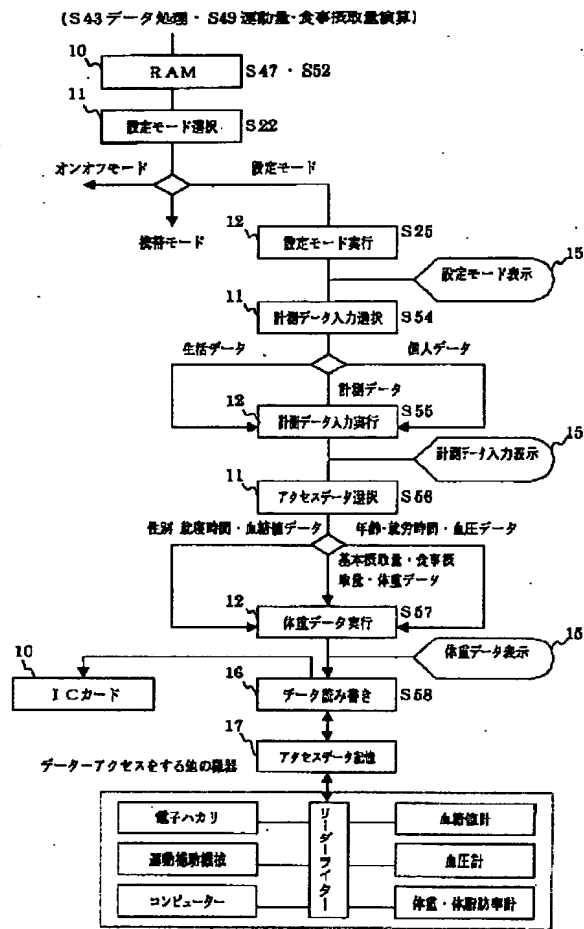 (S43データ処理・S49運動量・食事摂取量演算)
10
RAM
S47・S52
11
設定モード選択
S22
オンオフモード
設定モード
携帯モード
12
設定モード実行
S25
15
設定モード表示
11
計測データ入力選択
S54
生活データ
個人データ
計測データ
12
計測データ入力実行
S55
15
計測データ入力表示
11
アクセスデータ選択
S56
性別・就寝時間・血糖値データ
年齢・就労時間・血圧データ
基本摂取量・食事摂
取量・体重データ
12
体重データ実行
S57
15
体重データ表示
10
ICカード
16
データ読み書き
S58
17
アクセスデータ記憶
データーアクセスをする他の機器
電子ハカリ
リーダーライター
血糖値計
運動補助機械
血圧計
コンピューター
体重・体脂肪率計